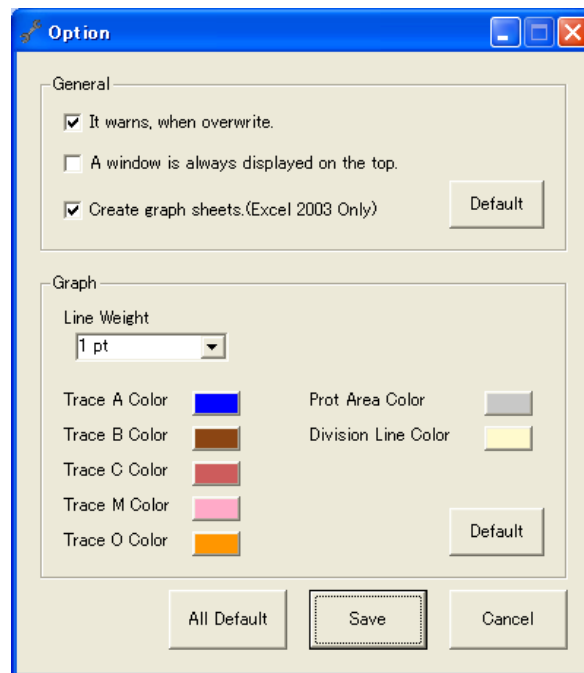 Option
General
It warns, when overwrite.
A window is always displayed on the top.
Create graph sheets.(Excel 2003 Only)
Default
Graph
Line Weight
1 pt
Trace A Color
Prot Area Color
Trace B Color
Division Line Color
Trace C Color
Trace M Color
Trace O Color
Default
All Default
Save
Cancel